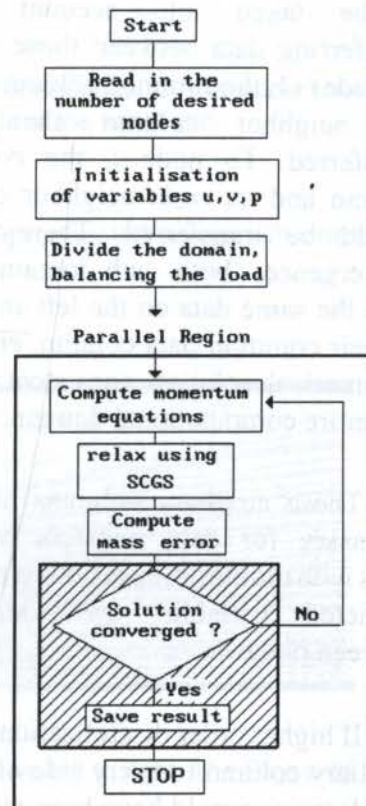 Start
Read in the
number of desired
nodes
Initialisation
of variables u,v,p
Divide the domain,
balancing the load
Parallel Region
Compute momentum
equations
relax using
SCGS
Compute
mass error
Solution
converged ?
No
Yes
Save result
STOP